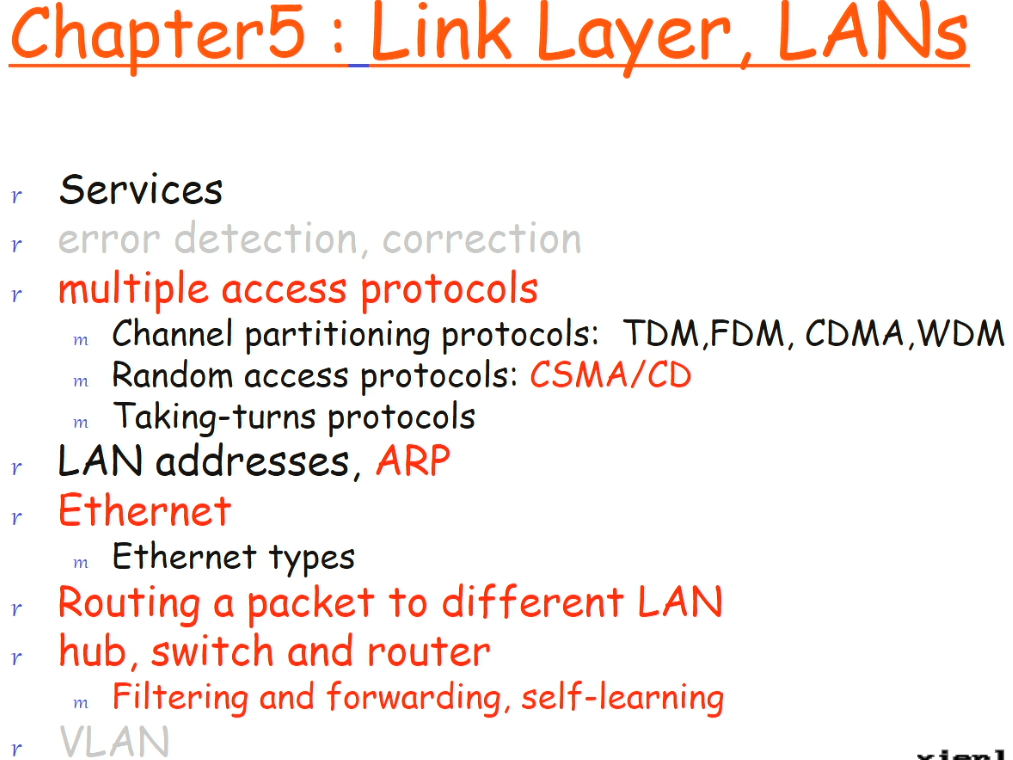 Chapter5 : Link Layer, LANs
r Services
r error detection, correction
r multiple access protocols
m Channel partitioning protocols: TDM,FDM, CDMA,WDM
m Random access protocols: CSMA/CD
m Taking-turns protocols
r LAN addresses, ARP
r Ethernet
m Ethernet types
r Routing a packet to different LAN
r hub, switch and router
m Filtering and forwarding, self-learning
r VLAN